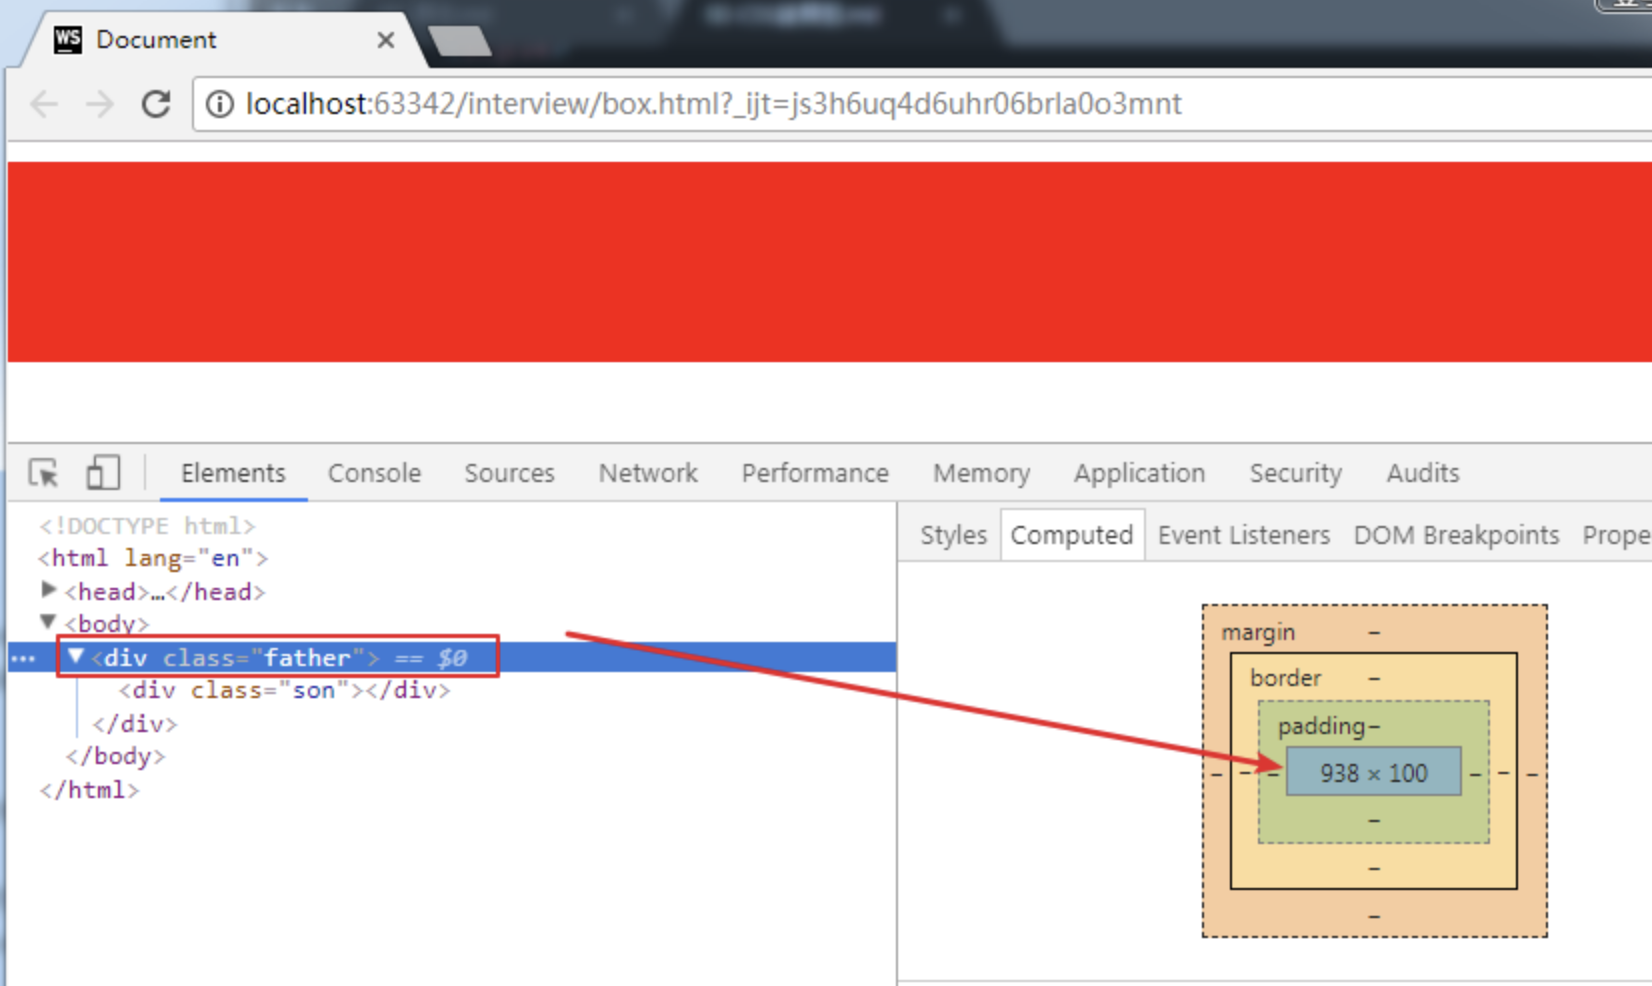 WS Document
localhost:63342/interview/box.html?_ijt=js3h6uq4d6uhr06brla0o3mnt
Elements Console Sources Network Performance Memory Application Security Audits
<!DOCTYPE html>
<html lang="en">
<head>…</head>
<body>
<div class="father"> == $0
<div class="son"></div>
</div>
</body>
</html>
Styles Computed Event Listeners DOM Breakpoints Prope
margin –
border –
padding –
– – – 938 × 100 – – –
–
–
–